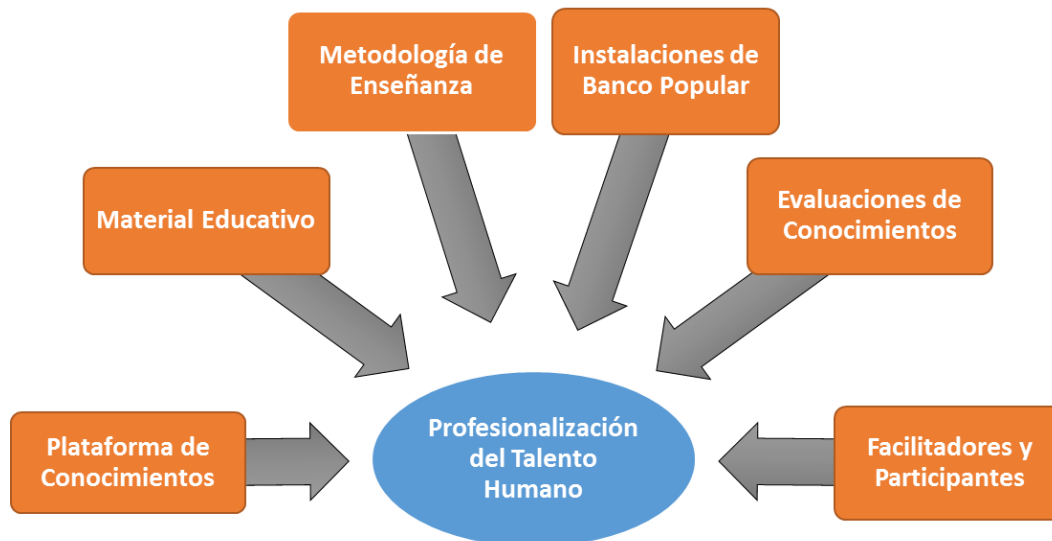 Metodología de
Enseñanza
Instalaciones de
Banco Popular
Material Educativo
Evaluaciones de
Conocimientos
Plataforma de
Conocimientos
Profesionalización
del Talento
Humano
Facilitadores y
Participantes